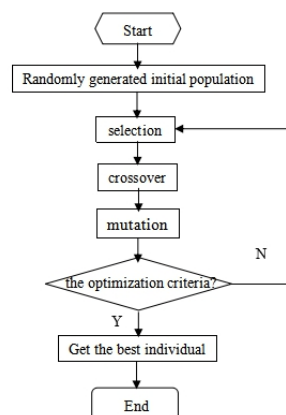 Start
Randomly generated initial population
selection
crossover
mutation
N
the optimization criteria?
Y
Get the best individual
End